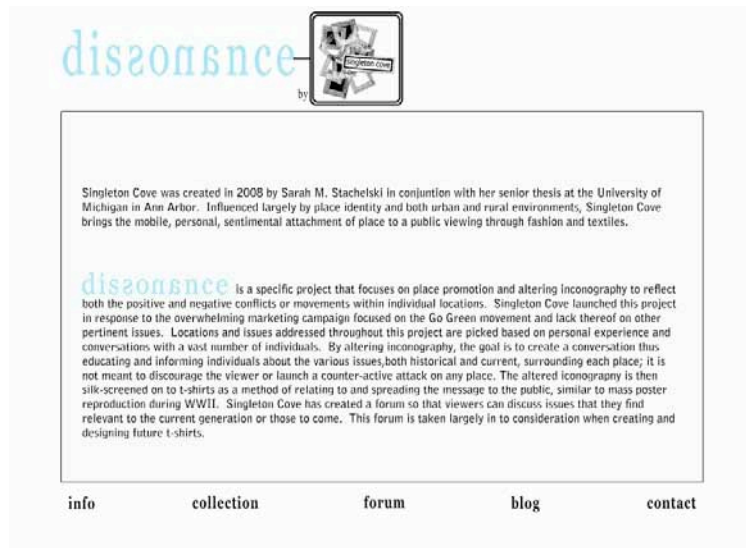 dissonance
singleton cove
by
Singleton Cove was created in 2008 by Sarah M. Stachelski in conjuntion with her senior thesis at the University of
Michigan in Ann Arbor. Influenced largely by place identity and both urban and rural environments, Singleton Cove
brings the mobile, personal, sentimental attachment of place to a public viewing through fashion and textiles.
dissonance is a specific project that focuses on place promotion and altering inconography to reflect
both the positive and negative conflicts or movements within individual locations. Singleton Cove launched this project
in response to the overwhelming marketing campaign focused on the Go Green movement and lack thereof on other
pertinent issues. Locations and issues addressed throughout this project are picked based on personal experience and
conversations with a vast number of individuals. By altering inconography, the goal is to create a conversation thus
educating and informing individuals about the various issues,both historical and current, surrounding each place; it is
not meant to discourage the viewer or launch a counter-active attack on any place. The altered iconograpny is then
silk-screened on to t-shirts as a method of relating to and spreading the message to the public, similar to mass poster
reproduction during WWII. Singleton Cove has created a forum so that viewers can discuss issues that they find
relevant to the current generation or those to come. This forum is taken largely in to consideration when creating and
designing future t-shirts.
info collection forum blog contact